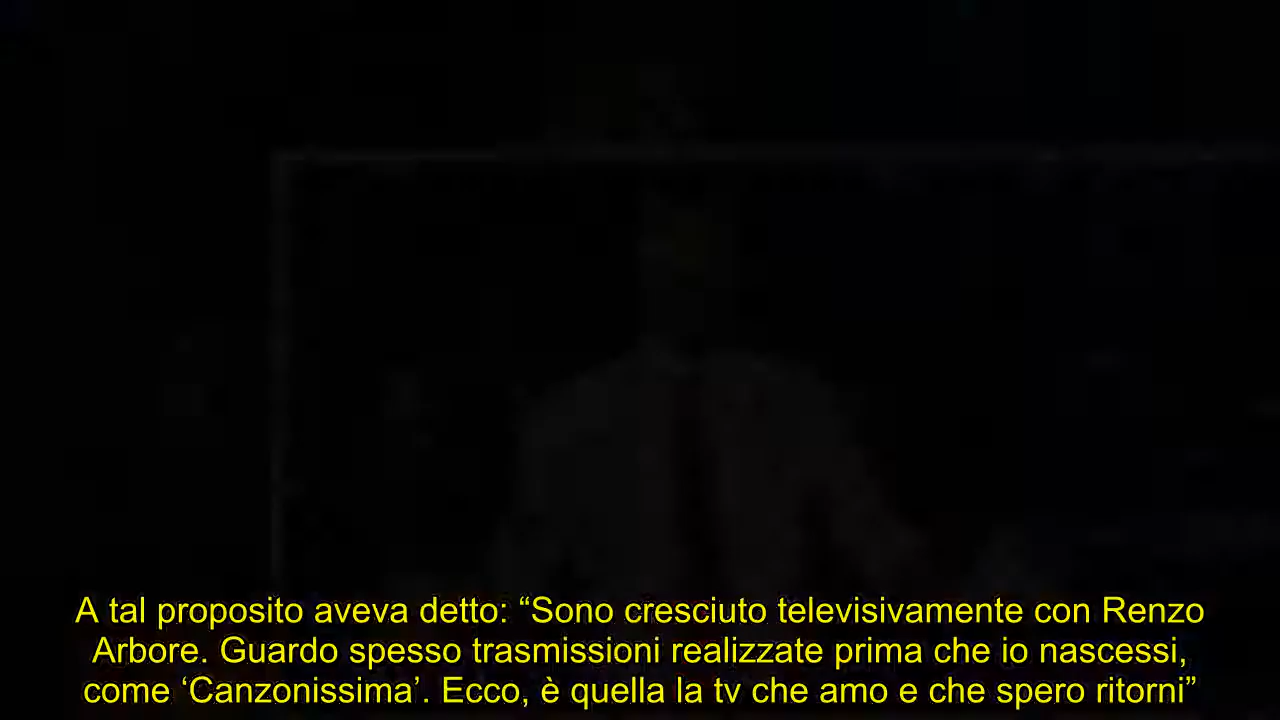 A tal proposito aveva detto: “Sono cresciuto televisivamente con Renzo
Arbore. Guardo spesso trasmissioni realizzate prima che io nascessi,
come ‘Canzonissima’. Ecco, è quella la tv che amo e che spero ritorni”